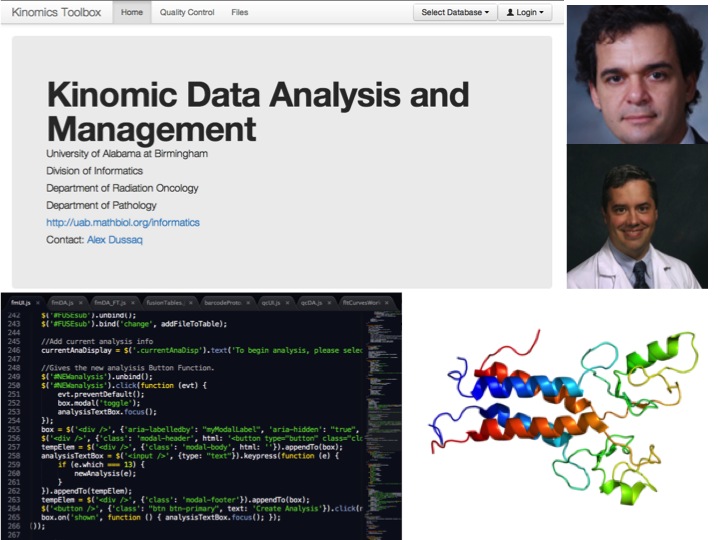 Kinomics Toolbox Home Quality Control Files Select Database Login
Kinomic Data Analysis and
Management
University of Alabama at Birmingham
Division of Informatics
Department of Radiation Oncology
Department of Pathology
http://uab.mathbiol.org/informatics
Contact: Alex Dussaq
fmUI.js fmDA.js fmDA_FT.js fusionTables. barcodeProto qcUI.js qcDA.js fitCurvesWor
242 $('#FUSEsub').unbind();
243 $('#FUSEsub').bind('change', addFileToTable);
244
245 //Add current analysis info
246 currentAnaDisplay = $('.currentAnaDisp').text('To begin analysis, please selec
247
248 //Gives the new analyisis Button Function.
249 $('#NEWanalysis').unbind();
250 $('#NEWanalysis').click(function (evt) {
251 evt.preventDefault();
252 box.modal('toggle');
253 analysisTextBox.focus();
254 });
255 box = $('<div />', {'aria-labelledby': "myModalLabel", 'aria-hidden': "true",
256 $('<div />', {'class': 'modal-header', html: '<button type="button" class="clo
257 tempElem = $('<div />', {'class': 'modal-body', html: ''}).appendTo(box);
258 analysisTextBox = $('<input />', {type: "text"}).keypress(function (e) {
259 if (e.which === 13) {
260 newAnalysis(e);
261 }
262 }).appendTo(tempElem);
263 tempElem = $('<div />', {'class': 'modal-footer'}).appendTo(box);
264 $('<button />', {'class': "btn btn-primary", text: 'Create Analysis'}).click(n
265 box.on('shown', function () { analysisTextBox.focus(); });
266 }());
267